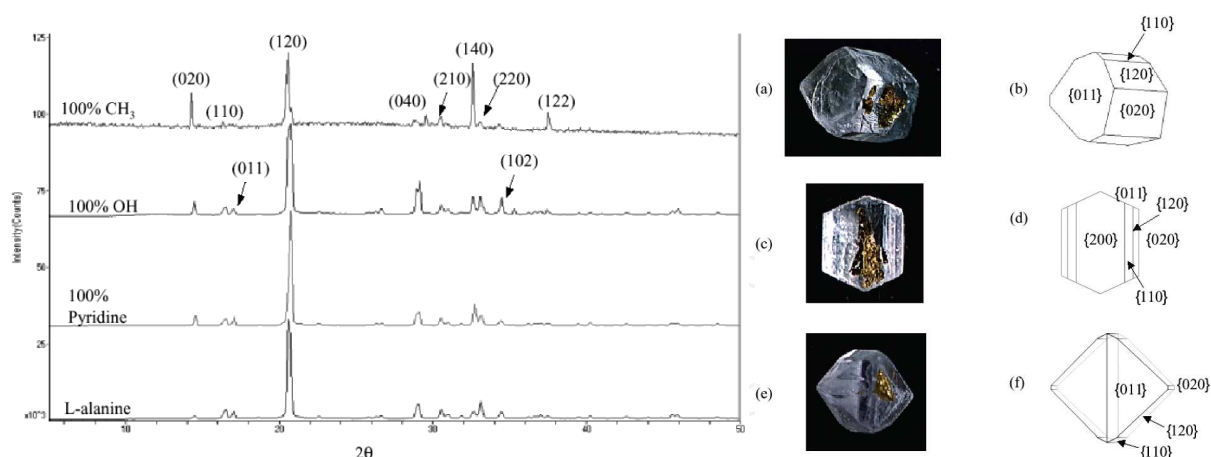 125
100
75
50
25
x10^3
Intensity(Counts)
10
20
30
40
50
2θ
100% CH3
100% OH
100%
Pyridine
L-alanine
(020)
(110)
(120)
(040)
(210)
(140)
(220)
(122)
(011)
(102)
(a)
(b)
{110}
{120}
{011}
{020}
(c)
(d)
{011}
{120}
{200}
{020}
{110}
(e)
(f)
{011}
{020}
{120}
{110}